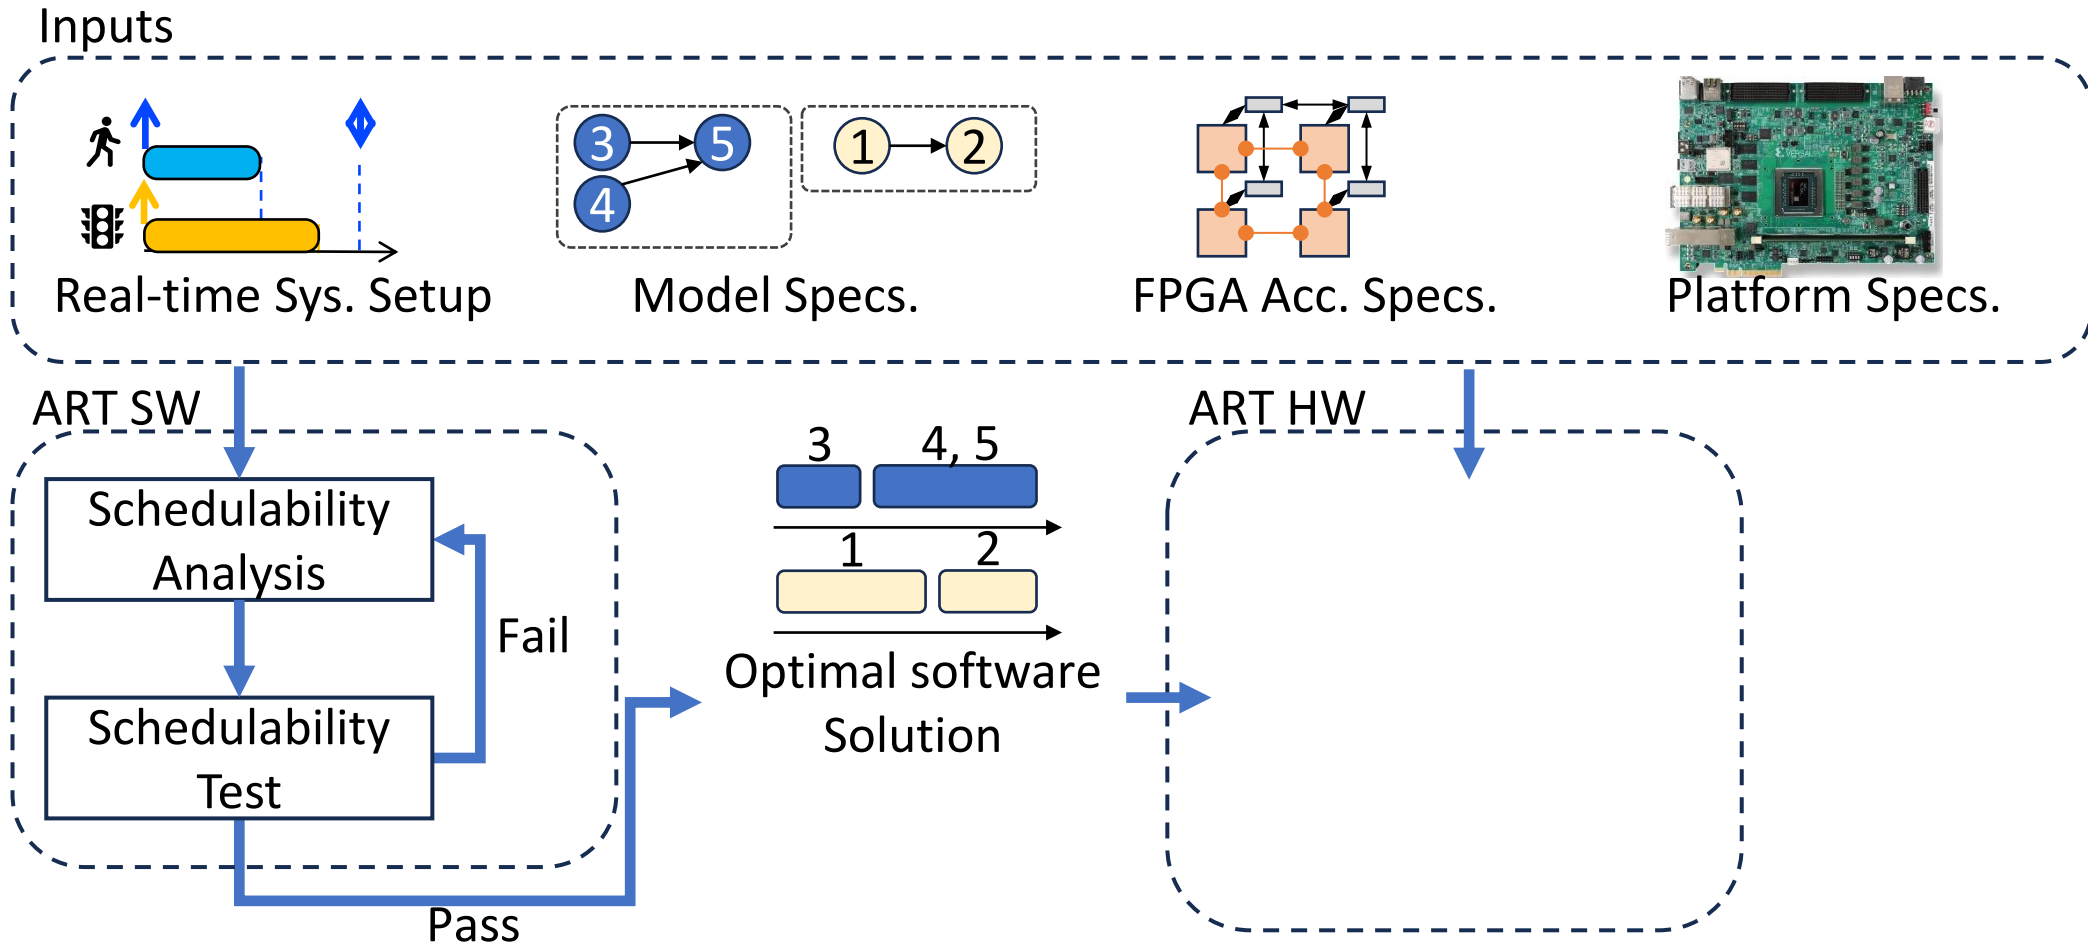 Inputs
3
5
4
1
2
Real-time Sys. Setup
Model Specs.
FPGA Acc. Specs.
Platform Specs.
ART SW
Schedulability
Analysis
Fail
Schedulability
Test
Pass
3
4, 5
1
2
Optimal software
Solution
ART HW